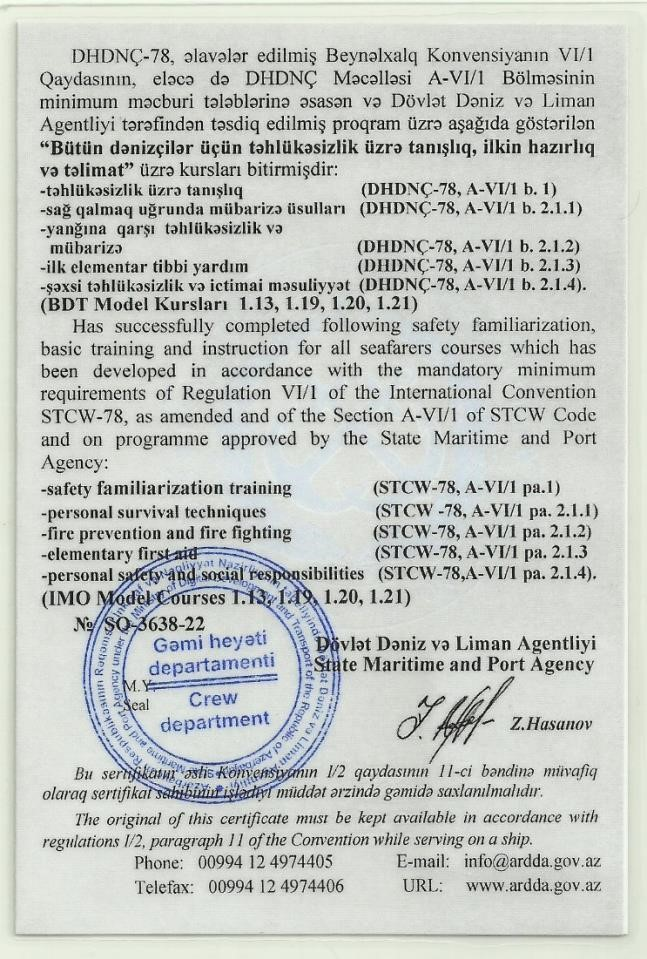 DHDNÇ-78, əlavələr edilmiş Beynəlxalq Konvensiyanın VI/1
Qaydasının, eləcə də DHDNÇ Məcəlləsi A-VI/1 Bölməsinin
minimum məcburi tələblərinə əsasən və Dövlət Dəniz və Liman
Agentliyi tərəfindən təsdiq edilmiş proqram üzrə aşağıda göstərilən
“Bütün dənizçilər üçün təhlükəsizlik üzrə tanışlıq, ilkin hazırlıq
və təlimat” üzrə kursları bitirmişdir:
-təhlükəsizlik üzrə tanışlıq (DHDNÇ-78, A-VI/1 b. 1)
-sağ qalmaq uğrunda mübarizə üsulları (DHDNÇ-78, A-VI/1 b. 2.1.1)
-yanğına qarşı təhlükəsizlik və
mübarizə (DHDNÇ-78, A-VI/1 b. 2.1.2)
-ilk elementar tibbi yardım (DHDNÇ-78, A-VI/1 b. 2.1.3)
-şəxsi təhlükəsizlik və ictimai məsuliyyət (DHDNÇ-78, A-VI/1 b. 2.1.4).
(BDT Model Kursları 1.13, 1.19, 1.20, 1.21)
Has successfully completed following safety familiarization,
basic training and instruction for all seafarers courses which has
been developed in accordance with the mandatory minimum
requirements of Regulation VI/1 of the International Convention
STCW-78, as amended and of the Section A-VI/1 of STCW Code
and on programme approved by the State Maritime and Port
Agency:
-safety familiarization training (STCW-78, A-VI/1 pa.1)
-personal survival techniques (STCW -78, A-VI/1 pa. 2.1.1)
-fire prevention and fire fighting (STCW-78, A-VI/1 pa. 2.1.2)
-elementary first aid (STCW-78, A-VI/1 pa. 2.1.3
-personal safety and social responsibilities (STCW-78,A-VI/1 pa. 2.1.4).
(IMO Model Courses 1.13, 1.19, 1.20, 1.21)
№ SQ-3638-22
Gəmi heyəti
departamenti
Crew
department
M.Y.
Seal
Dövlət Dəniz və Liman Agentliyi
State Maritime and Port Agency
Z.Hasanov
Bu sertifikatın əsli Konvensiyanın I/2 qaydasının 11-ci bəndinə müvafiq
olaraq sertifikat sahibinin işlədiyi müddət ərzində gəmidə saxlanılmalıdır.
The original of this certificate must be kept available in accordance with
regulations I/2, paragraph 11 of the Convention while serving on a ship.
Phone: 00994 12 4974405 E-mail: info@ardda.gov.az
Telefax: 00994 12 4974406 URL: www.ardda.gov.az